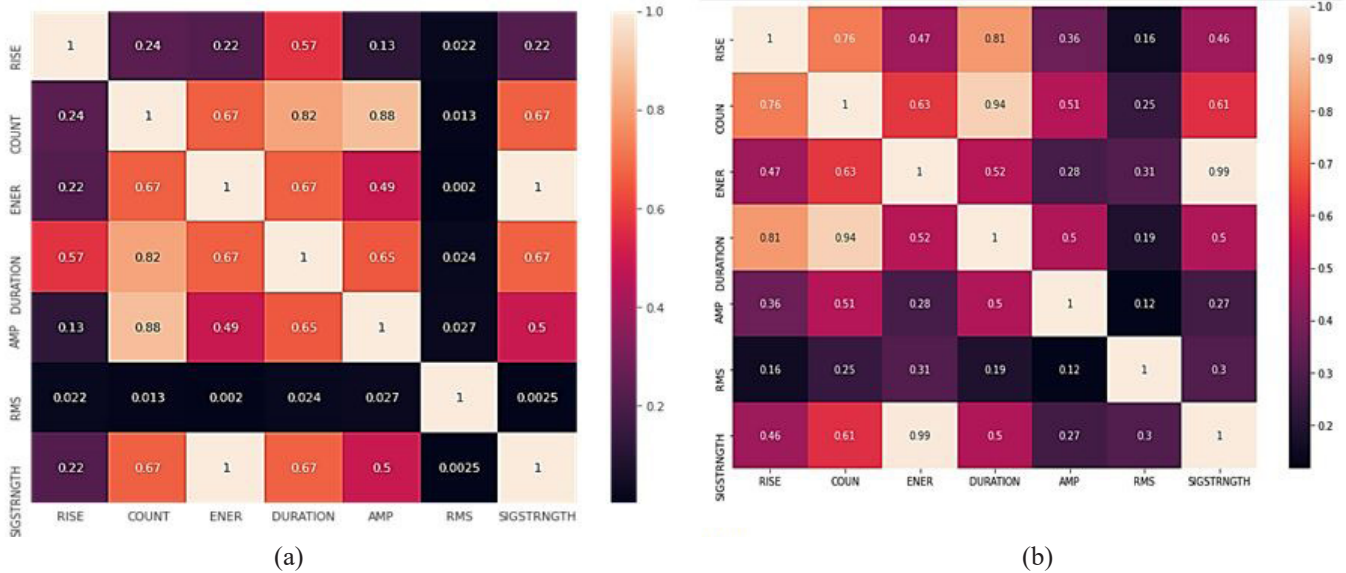 RISE 1 0.24 0.22 0.57 0.13 0.022 0.22
COUNT 0.24 1 0.67 0.82 0.88 0.013 0.67
ENER 0.22 0.67 1 0.67 0.49 0.002 1
DURATION 0.57 0.82 0.67 1 0.65 0.024 0.67
AMP 0.13 0.88 0.49 0.65 1 0.027 0.5
RMS 0.022 0.013 0.002 0.024 0.027 1 0.0025
SIGSTRNGTH 0.22 0.67 1 0.67 0.5 0.0025 1
RISE COUNT ENER DURATION AMP RMS SIGSTRNGTH
1.0
0.8
0.6
0.4
0.2
(a)
RISE 1 0.76 0.47 0.81 0.36 0.16 0.46
COUN 0.76 1 0.63 0.94 0.51 0.25 0.61
ENER 0.47 0.63 1 0.52 0.28 0.31 0.99
DURATION 0.81 0.94 0.52 1 0.5 0.19 0.5
AMP 0.36 0.51 0.28 0.5 1 0.12 0.27
RMS 0.16 0.25 0.31 0.19 0.12 1 0.3
SIGSTRNGTH 0.46 0.61 0.99 0.5 0.27 0.3 1
RISE COUN ENER DURATION AMP RMS SIGSTRNGTH
1.0
0.9
0.8
0.7
0.6
0.5
0.4
0.3
0.2
(b)